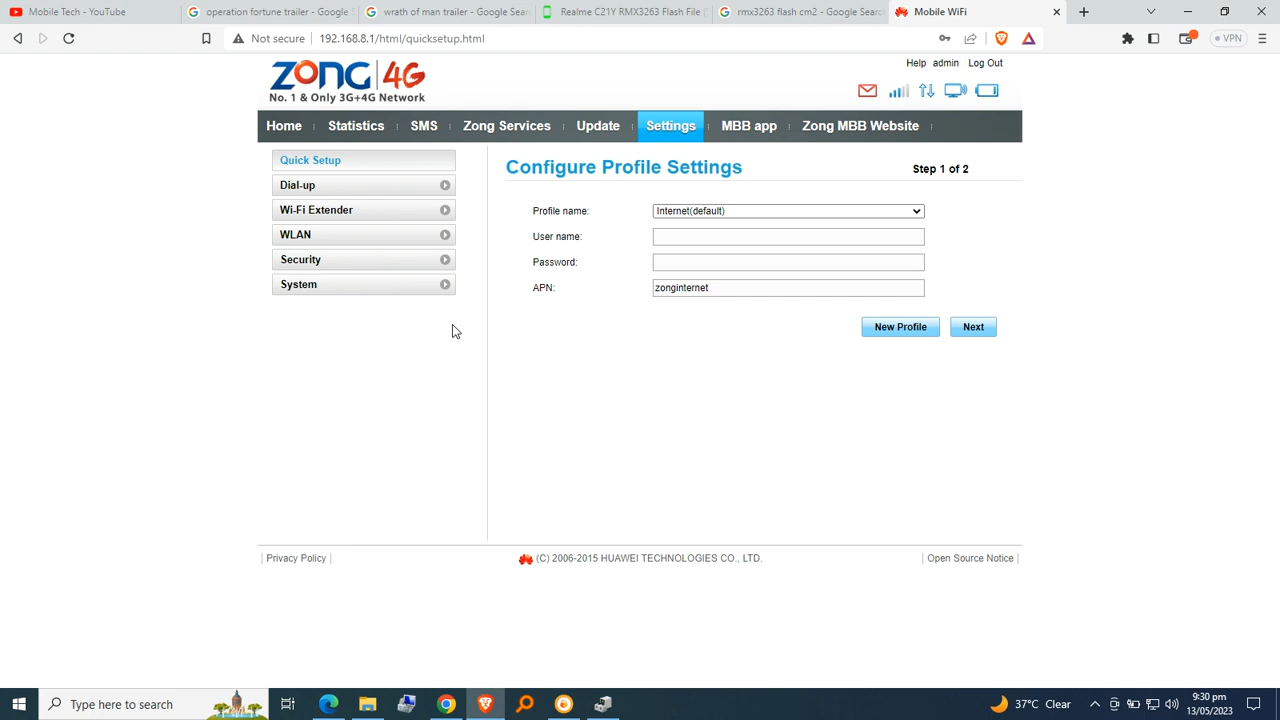 Mobile Tech - YouTube
operation fortune trailer - Google S
wrath of man trailer - Google Sear
Realme C21Y RMX3263 Flash File (
rmx3263 flash cm2 - Google Search
Mobile WiFi
Not secure 192.168.8.1/html/quicksetup.html
VPN
ZONG 4G
No. 1 & Only 3G+4G Network
Help admin Log Out
Home Statistics SMS Zong Services Update Settings MBB app Zong MBB Website
Quick Setup
Dial-up
Wi-Fi Extender
WLAN
Security
System
Configure Profile Settings
Step 1 of 2
Profile name: Internet(default)
User name:
Password:
APN: zonginternet
New Profile Next
Privacy Policy
(C) 2006-2015 HUAWEI TECHNOLOGIES CO., LTD.
Open Source Notice
Type here to search
37°C Clear
9:30 pm
13/05/2023